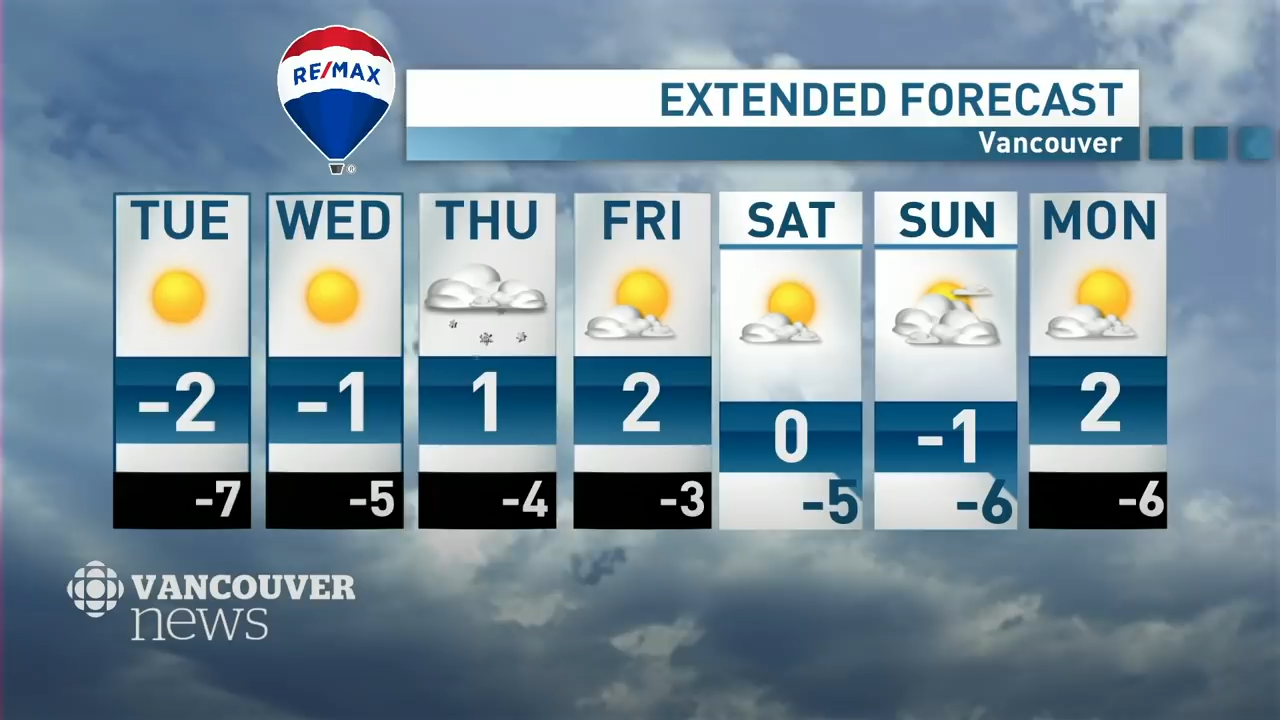 RE/MAX
®
EXTENDED FORECAST
Vancouver
TUE WED THU FRI SAT SUN MON
-2 -1 1 2 0 -1 2
-7 -5 -4 -3 -5 -6 -6
VANCOUVER
news